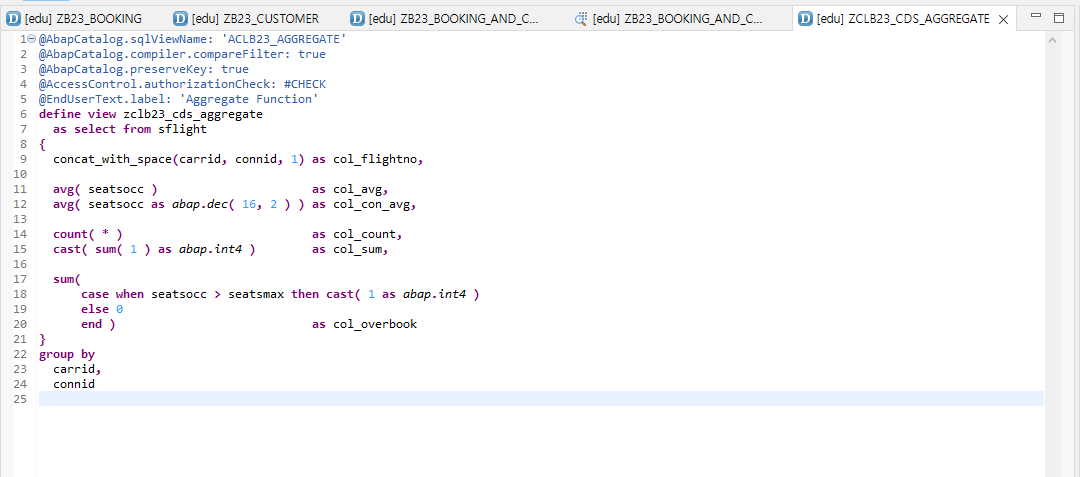 [edu] ZB23_BOOKING [edu] ZB23_CUSTOMER [edu] ZB23_BOOKING_AND_C... [edu] ZB23_BOOKING_AND_C... [edu] ZCLB23_CDS_AGGREGATE
1 @AbapCatalog.sqlViewName: 'ACLB23_AGGREGATE'
2 @AbapCatalog.compiler.compareFilter: true
3 @AbapCatalog.preserveKey: true
4 @AccessControl.authorizationCheck: #CHECK
5 @EndUserText.label: 'Aggregate Function'
6 define view zclb23_cds_aggregate
7 as select from sflight
8 {
9 concat_with_space(carrid, connid, 1) as col_flightno,
10
11 avg( seatsocc ) as col_avg,
12 avg( seatsocc as abap.dec( 16, 2 ) ) as col_con_avg,
13
14 count( * ) as col_count,
15 cast( sum( 1 ) as abap.int4 ) as col_sum,
16
17 sum(
18 case when seatsocc > seatsmax then cast( 1 as abap.int4 )
19 else 0
20 end ) as col_overbook
21 }
22 group by
23 carrid,
24 connid
25